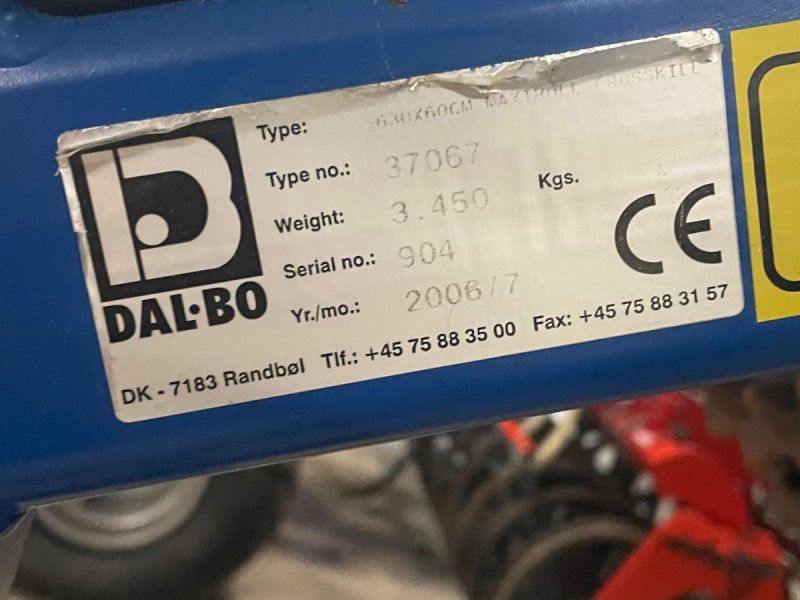 Type: 630X60CM MAXIROLL CROSSKILL
Type no.: 37067
Weight: 3.450 Kgs.
Serial no.: 904
Yr./mo.: 2006/7
DAL·BO
CE
DK - 7183 Randbøl Tlf.: +45 75 88 35 00 Fax: +45 75 88 31 57